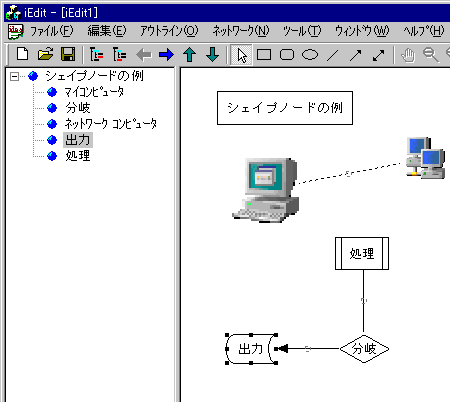 iEdit - [iEdit1]
ファイル(F) 編集(E) アウトライン(O) ネットワーク(N) ツール(T) ウィンドウ(W) ヘルプ(H)
シェイプノードの例
マイコンピュータ
分岐
ネットワーク コンピュータ
出力
処理
シェイプノードの例
処理
出力
分岐